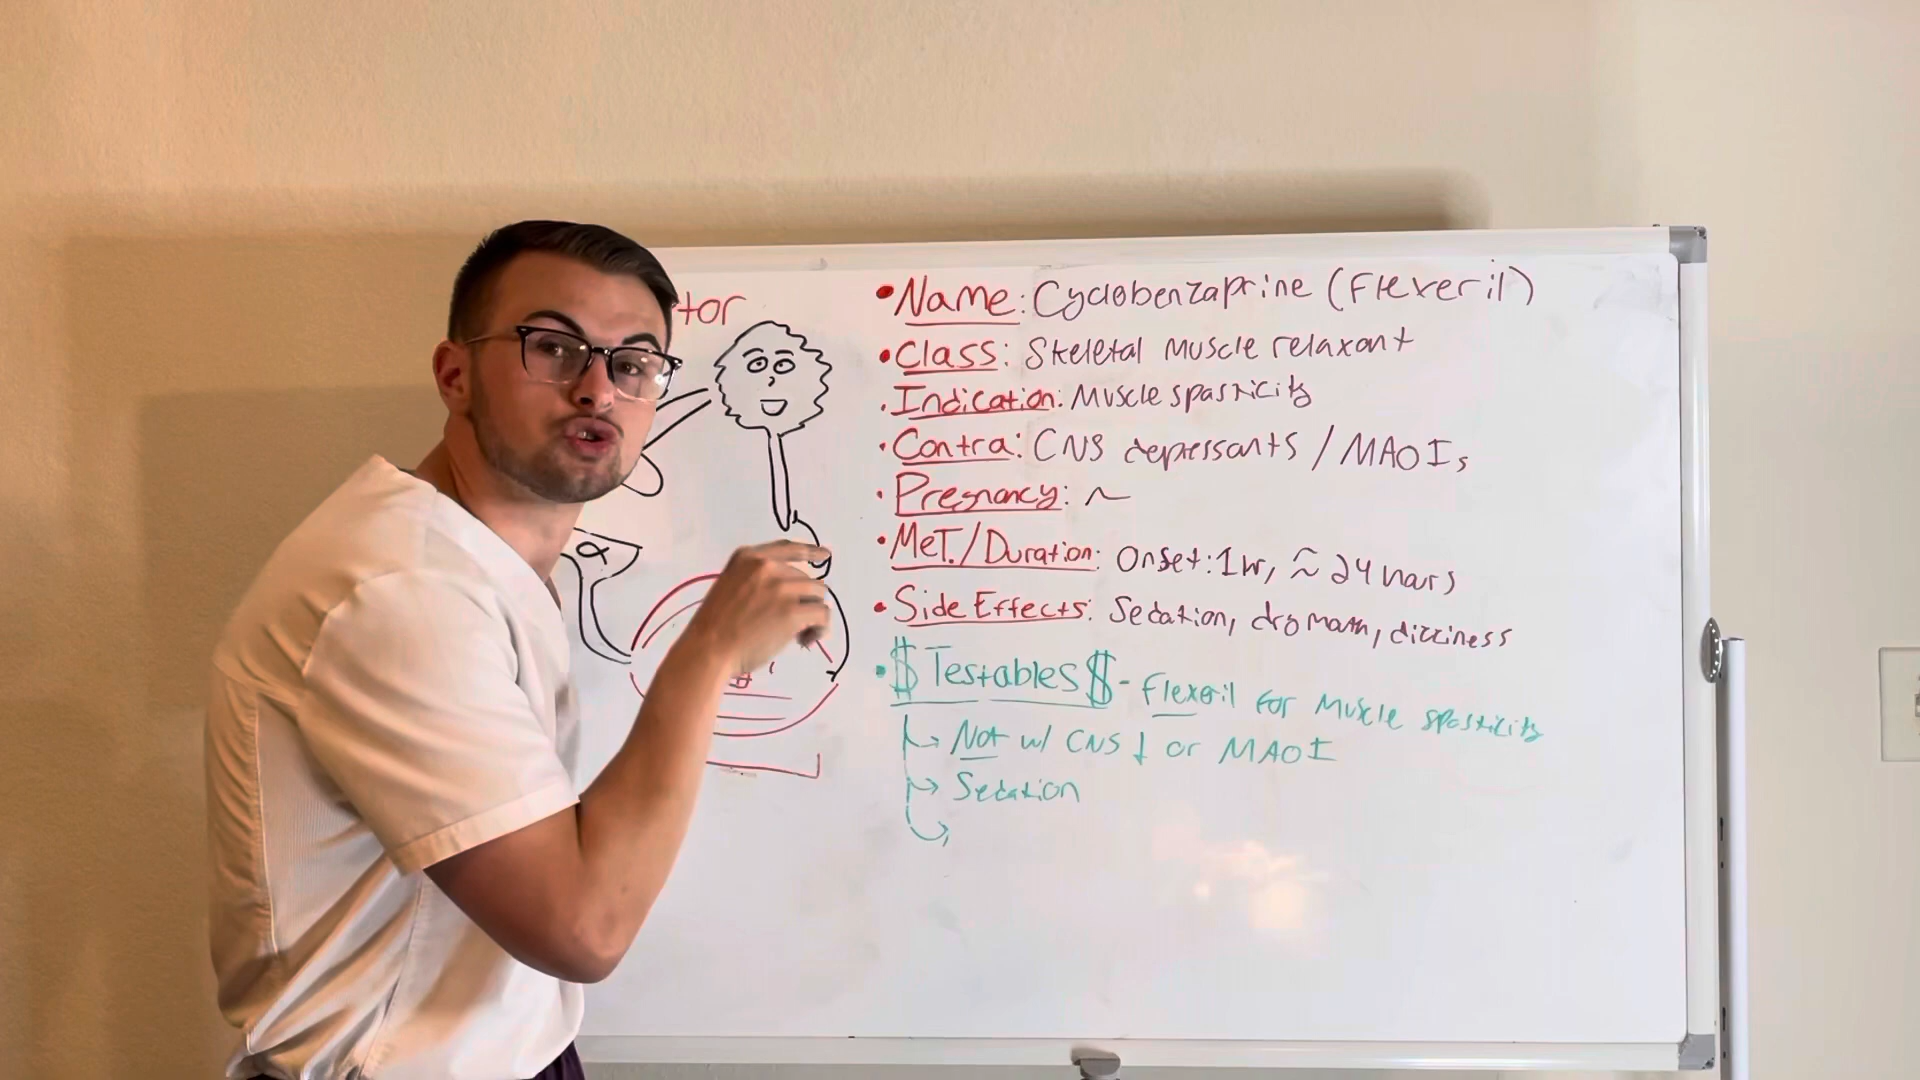 tor
• Name: Cyclobenzaprine (Flexeril)
• Class: Skeletal Muscle relaxant
• Indication: Muscle spasticity
• Contra: CNS depressants / MAOIs
• Pregnancy: ~
• Met./Duration: Onset: 1hr, ≈ 24 hours
• Side Effects: Sedation, dry mouth, dizziness
• $ Testables $ - Flexeril for Muscle spasticity
↳ Not w/ CNS ↓ or MAOI
↳ Sedation
α